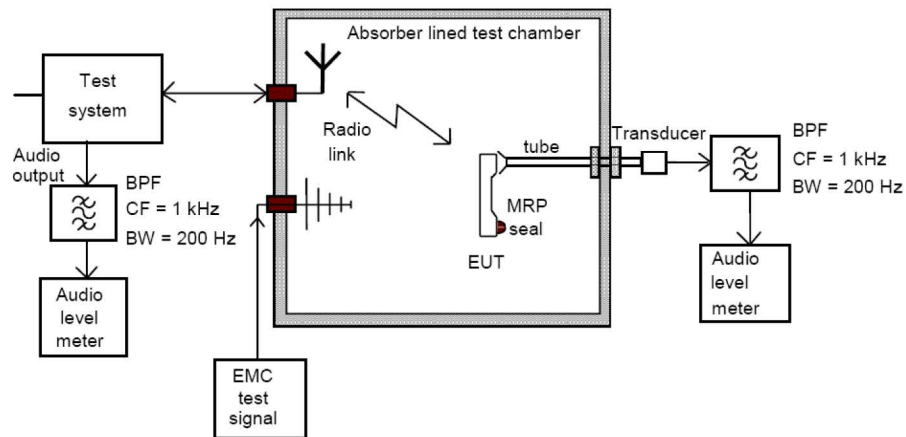 Absorber lined test chamber
Test
system
Radio
link
tube
Transducer
BPF
CF = 1 kHz
BW = 200 Hz
Audio
output
BPF
CF = 1 kHz
BW = 200 Hz
MRP
seal
EUT
Audio
level
meter
Audio
level
meter
EMC
test
signal